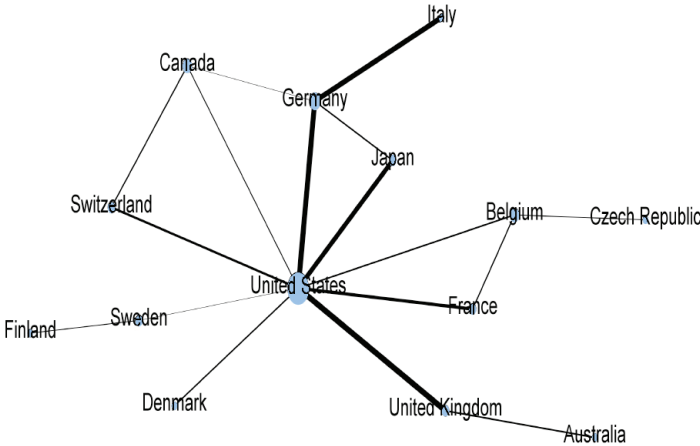 Italy
Canada
Germany
Japan
Switzerland
Belgium
Czech Republic
United States
France
Sweden
Finland
Denmark
United Kingdom
Australia